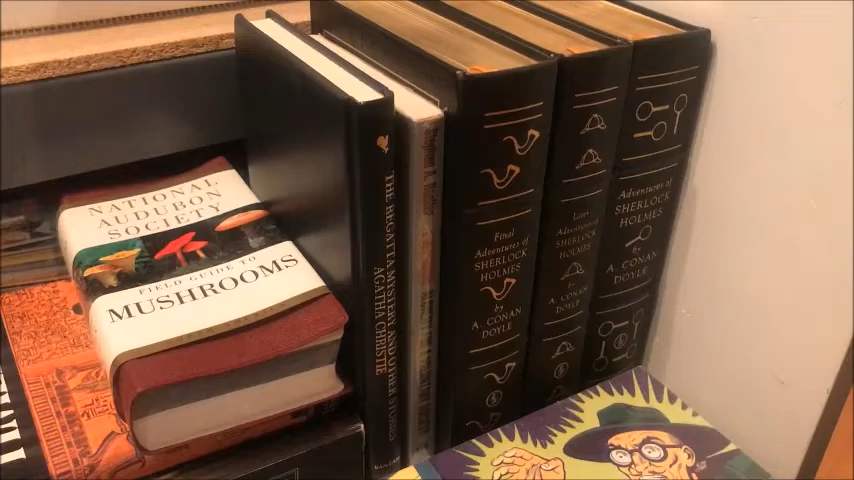 NATIONAL
AUDUBON
SOCIETY
FIELD GUIDE TO
MUSHROOMS
THE REGATTA MYSTERY AND OTHER STORIES
AGATHA CHRISTIE
BANTAM
Final
Adventures of
SHERLOCK
HOLMES
by
A. CONAN
DOYLE
Later
Adventures of
SHERLOCK
HOLMES
by
A. CONAN
DOYLE
Adventures of
SHERLOCK
HOLMES
by
A. CONAN
DOYLE